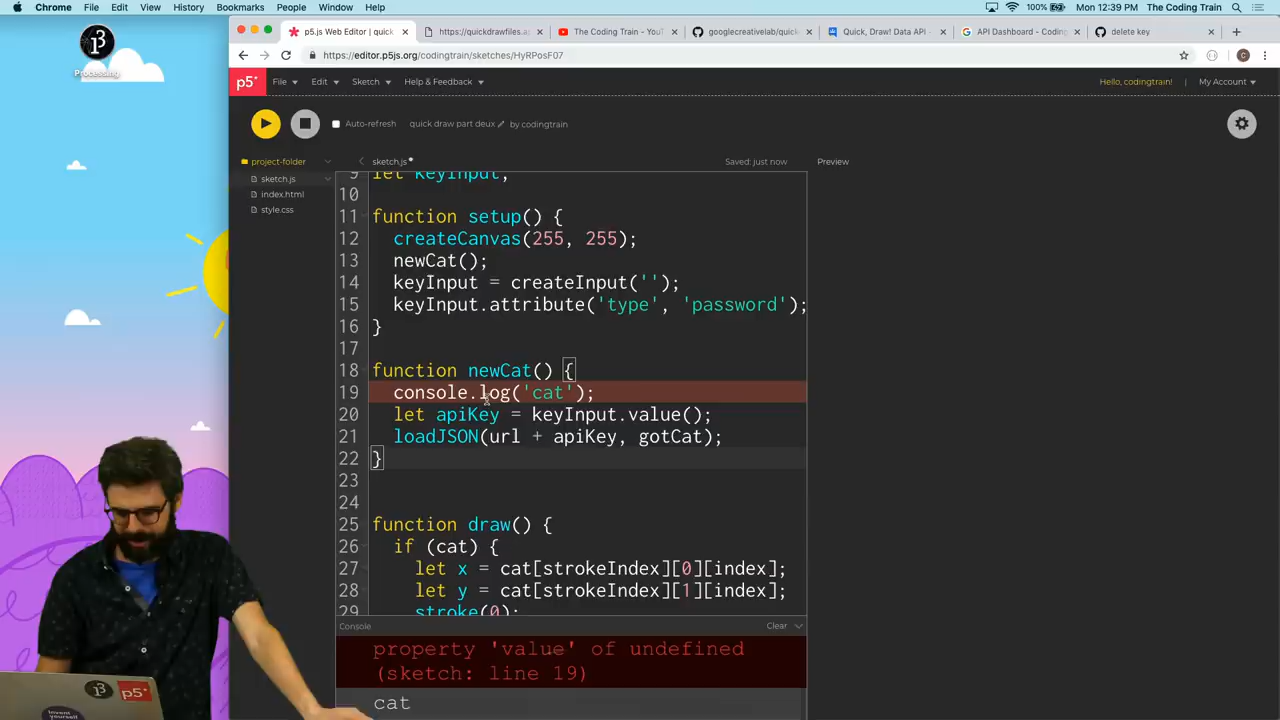 Chrome File Edit View History Bookmarks People Window Help 100% Mon 12:39 PM The Coding Train
p5.js Web Editor | quick https://quickdrawfiles.as The Coding Train - YouT googlecreativelab/quick Quick, Draw! Data API - API Dashboard - Coding T delete key
https://editor.p5js.org/codingtrain/sketches/HyRPosF07
Processing
p5* File Edit Sketch Help & Feedback Hello, codingtrain! | My Account
Auto-refresh quick draw part deux by codingtrain
project-folder
sketch.js
index.html
style.css
sketch.js Saved: just now Preview
9 let keyInput;
10
11 function setup() {
12 createCanvas(255, 255);
13 newCat();
14 keyInput = createInput('');
15 keyInput.attribute('type', 'password');
16 }
17
18 function newCat() {
19 console.log('cat');
20 let apiKey = keyInput.value();
21 loadJSON(url + apiKey, gotCat);
22 }
23
24
25 function draw() {
26 if (cat) {
27 let x = cat[strokeIndex][0][index];
28 let y = cat[strokeIndex][1][index];
29 stroke(0);
Console Clear
property 'value' of undefined
(sketch: line 19)
cat
p5*